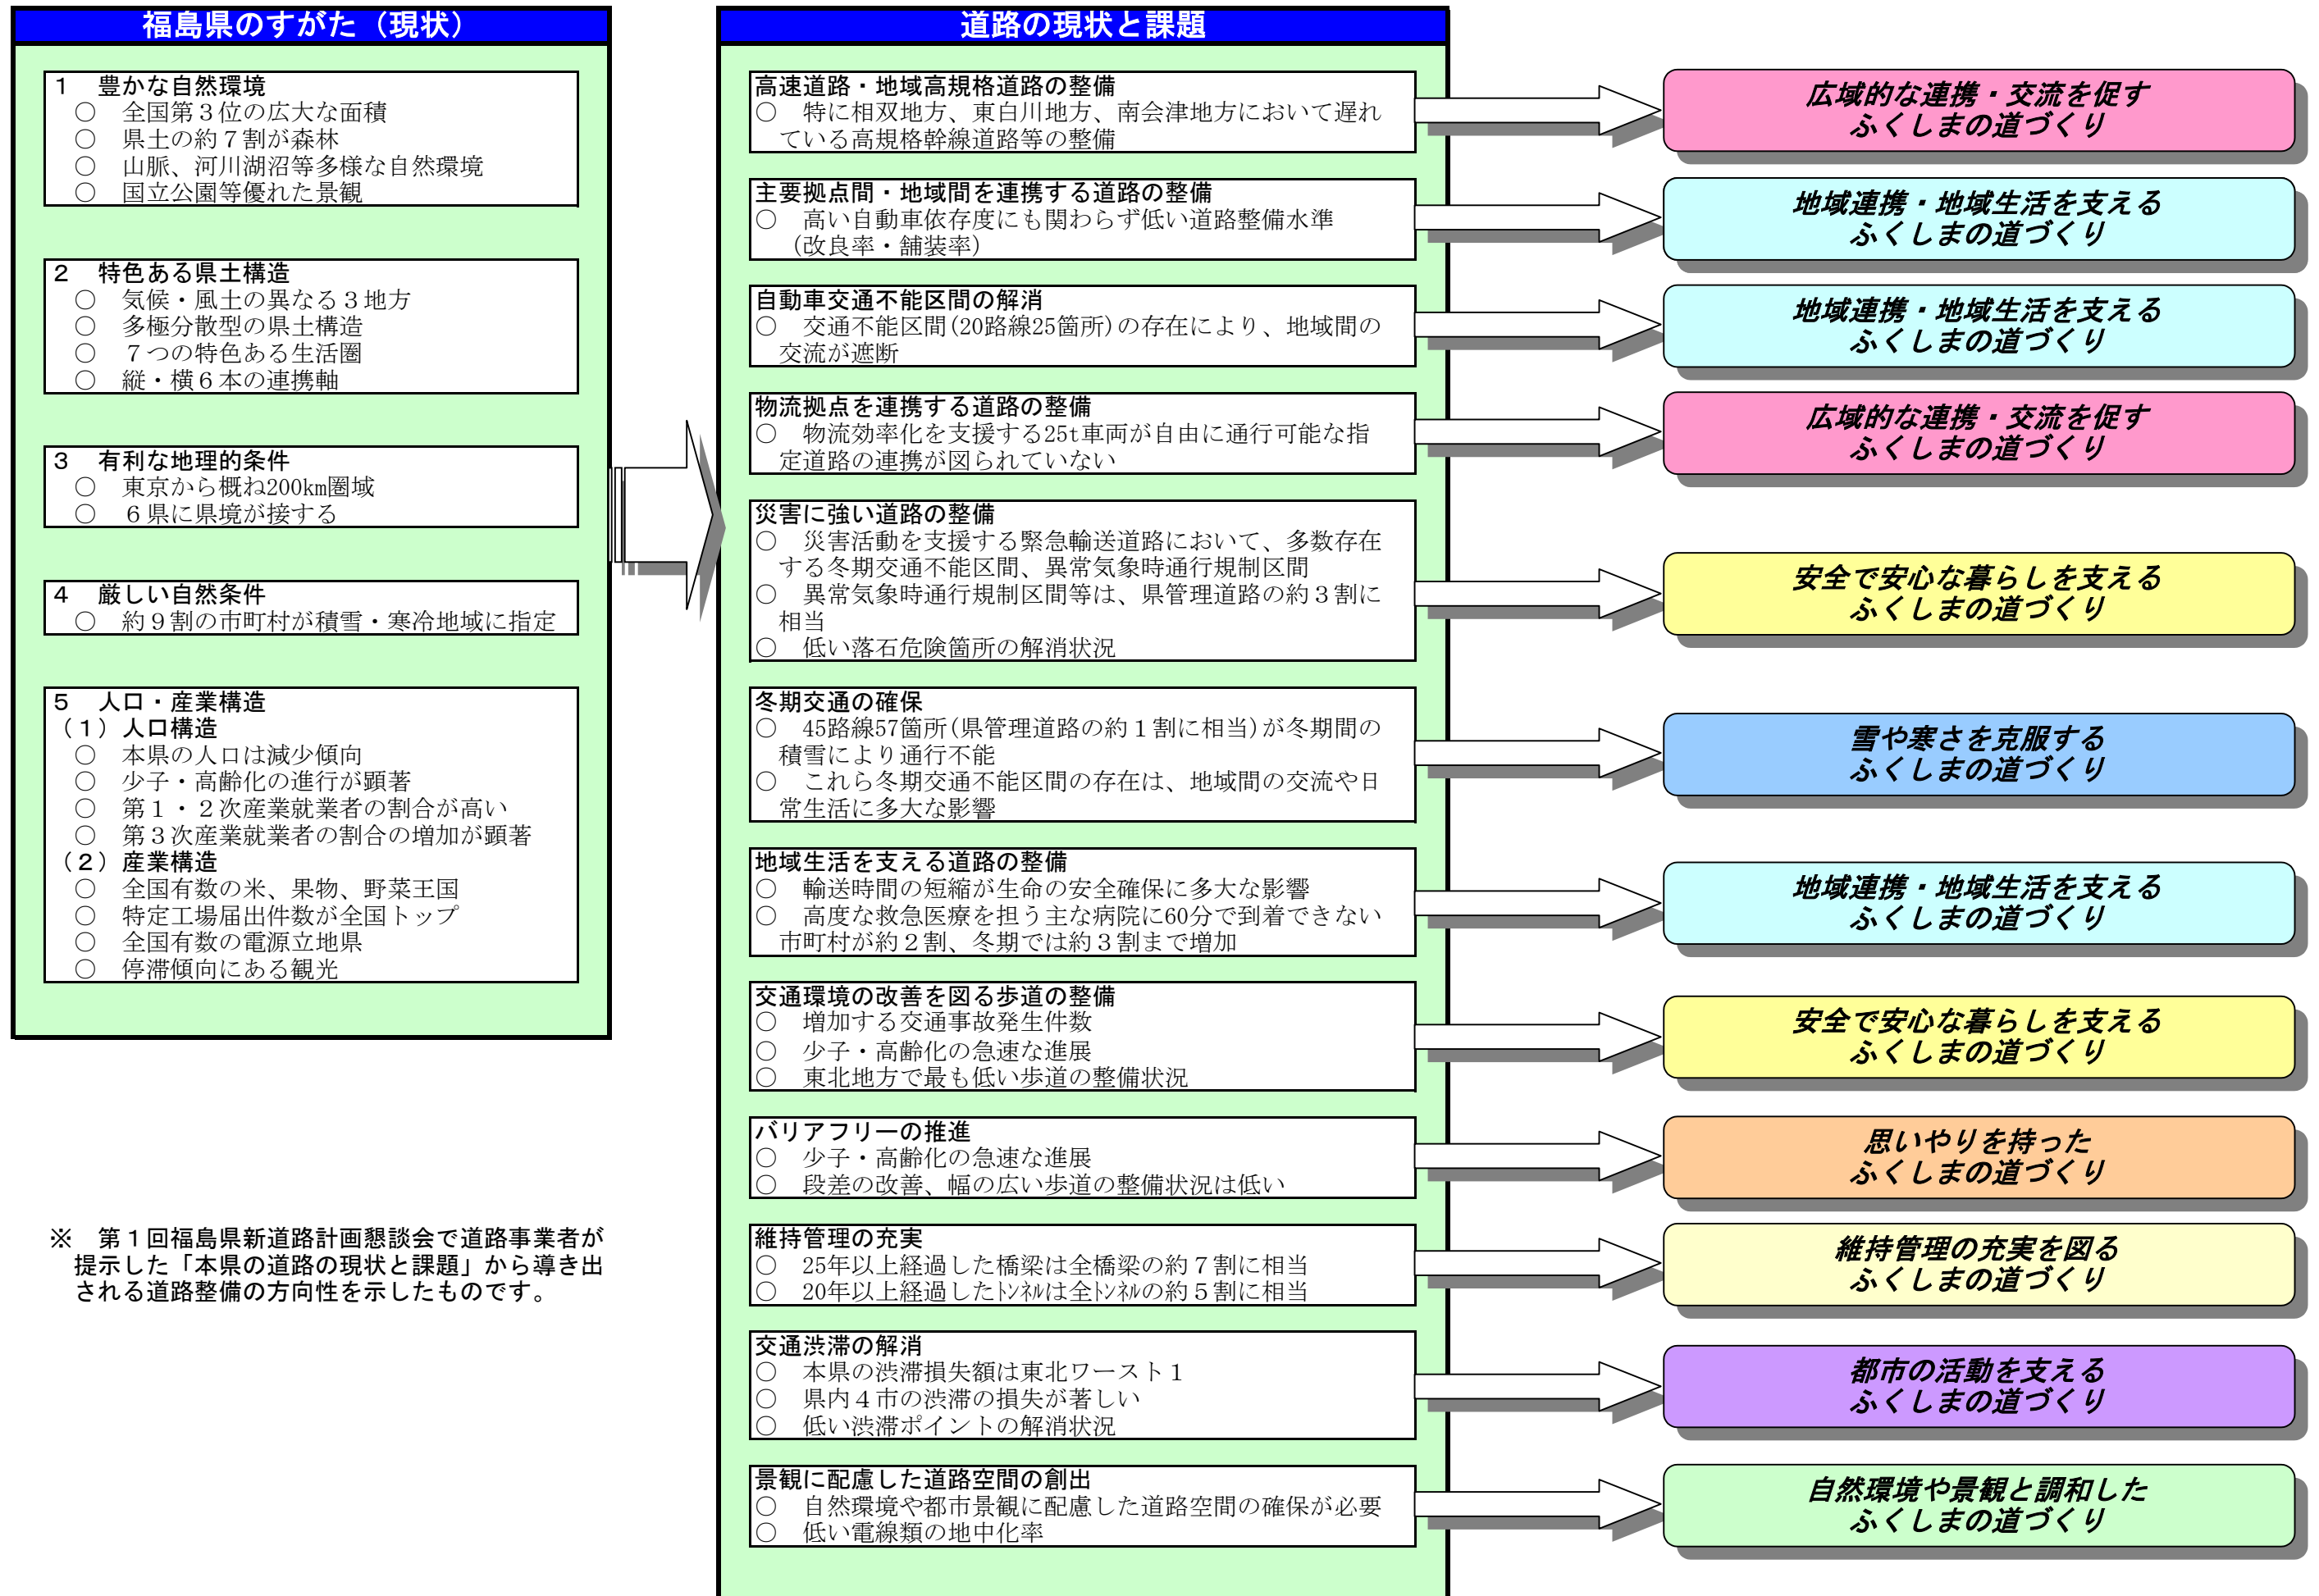 福島県のすがた（現状）
1　豊かな自然環境
○　全国第３位の広大な面積
○　県土の約７割が森林
○　山脈、河川湖沼等多様な自然環境
○　国立公園等優れた景観
2　特色ある県土構造
○　気候・風土の異なる３地方
○　多極分散型の県土構造
○　７つの特色ある生活圏
○　縦・横６本の連携軸
3　有利な地理的条件
○　東京から概ね200km圏域
○　６県に県境が接する
4　厳しい自然条件
○　約９割の市町村が積雪・寒冷地域に指定
5　人口・産業構造
（１）人口構造
○　本県の人口は減少傾向
○　少子・高齢化の進行が顕著
○　第１・２次産業就業者の割合が高い
○　第３次産業就業者の割合の増加が顕著
（２）産業構造
○　全国有数の米、果物、野菜王国
○　特定工場届出件数が全国トップ
○　全国有数の電源立地県
○　停滞傾向にある観光
※　第１回福島県新道路計画懇談会で道路事業者が
提示した「本県の道路の現状と課題」から導き出
される道路整備の方向性を示したものです。
道路の現状と課題
高速道路・地域高規格道路の整備
○　特に相双地方、東白川地方、南会津地方において遅れ
ている高規格幹線道路等の整備
広域的な連携・交流を促す
ふくしまの道づくり
主要拠点間・地域間を連携する道路の整備
○　高い自動車依存度にも関わらず低い道路整備水準
（改良率・舗装率）
地域連携・地域生活を支える
ふくしまの道づくり
自動車交通不能区間の解消
○　交通不能区間(20路線25箇所)の存在により、地域間の
交流が遮断
地域連携・地域生活を支える
ふくしまの道づくり
物流拠点を連携する道路の整備
○　物流効率化を支援する25t車両が自由に通行可能な指
定道路の連携が図られていない
広域的な連携・交流を促す
ふくしまの道づくり
災害に強い道路の整備
○　災害活動を支援する緊急輸送道路において、多数存在
する冬期交通不能区間、異常気象時通行規制区間
○　異常気象時通行規制区間等は、県管理道路の約３割に
相当
○　低い落石危険箇所の解消状況
安全で安心な暮らしを支える
ふくしまの道づくり
冬期交通の確保
○　45路線57箇所(県管理道路の約１割に相当)が冬期間の
積雪により通行不能
○　これら冬期交通不能区間の存在は、地域間の交流や日
常生活に多大な影響
雪や寒さを克服する
ふくしまの道づくり
地域生活を支える道路の整備
○　輸送時間の短縮が生命の安全確保に多大な影響
○　高度な救急医療を担う主な病院に60分で到着できない
市町村が約２割、冬期では約３割まで増加
地域連携・地域生活を支える
ふくしまの道づくり
交通環境の改善を図る歩道の整備
○　増加する交通事故発生件数
○　少子・高齢化の急速な進展
○　東北地方で最も低い歩道の整備状況
安全で安心な暮らしを支える
ふくしまの道づくり
バリアフリーの推進
○　少子・高齢化の急速な進展
○　段差の改善、幅の広い歩道の整備状況は低い
思いやりを持った
ふくしまの道づくり
維持管理の充実
○　25年以上経過した橋梁は全橋梁の約７割に相当
○　20年以上経過したﾄﾝﾈﾙは全ﾄﾝﾈﾙの約５割に相当
維持管理の充実を図る
ふくしまの道づくり
交通渋滞の解消
○　本県の渋滞損失額は東北ワースト１
○　県内４市の渋滞の損失が著しい
○　低い渋滞ポイントの解消状況
都市の活動を支える
ふくしまの道づくり
景観に配慮した道路空間の創出
○　自然環境や都市景観に配慮した道路空間の確保が必要
○　低い電線類の地中化率
自然環境や景観と調和した
ふくしまの道づくり